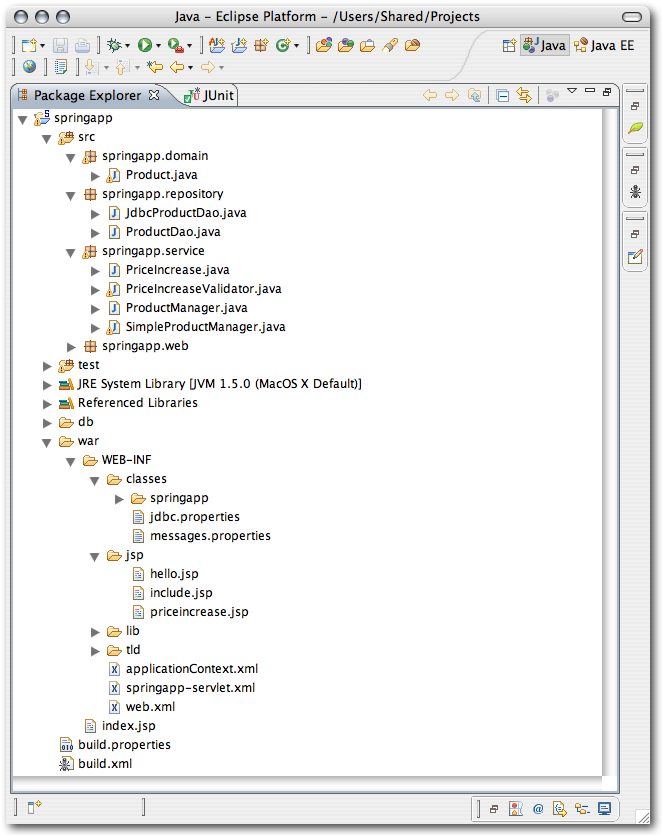 Java – Eclipse Platform – /Users/Shared/Projects
Java Java EE
Package Explorer JUnit
springapp
src
springapp.domain
Product.java
springapp.repository
JdbcProductDao.java
ProductDao.java
springapp.service
PriceIncrease.java
PriceIncreaseValidator.java
ProductManager.java
SimpleProductManager.java
springapp.web
test
JRE System Library [JVM 1.5.0 (MacOS X Default)]
Referenced Libraries
db
war
WEB-INF
classes
springapp
jdbc.properties
messages.properties
jsp
hello.jsp
include.jsp
priceincrease.jsp
lib
tld
applicationContext.xml
springapp-servlet.xml
web.xml
index.jsp
build.properties
build.xml